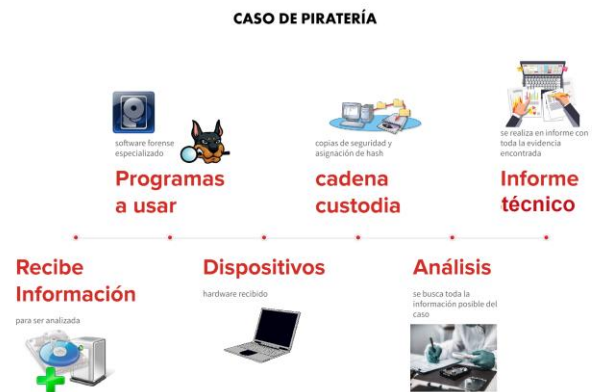 CASO DE PIRATERÍA
software forense
especializado
Programas
a usar
copias de seguridad y
asignación de hash
cadena
custodia
se realiza en informe con
toda la evidencia
encontrada
Informe
técnico
Recibe
Información
para ser analizada
Dispositivos
hardware recibido
Análisis
se busca toda la
información posible del
caso